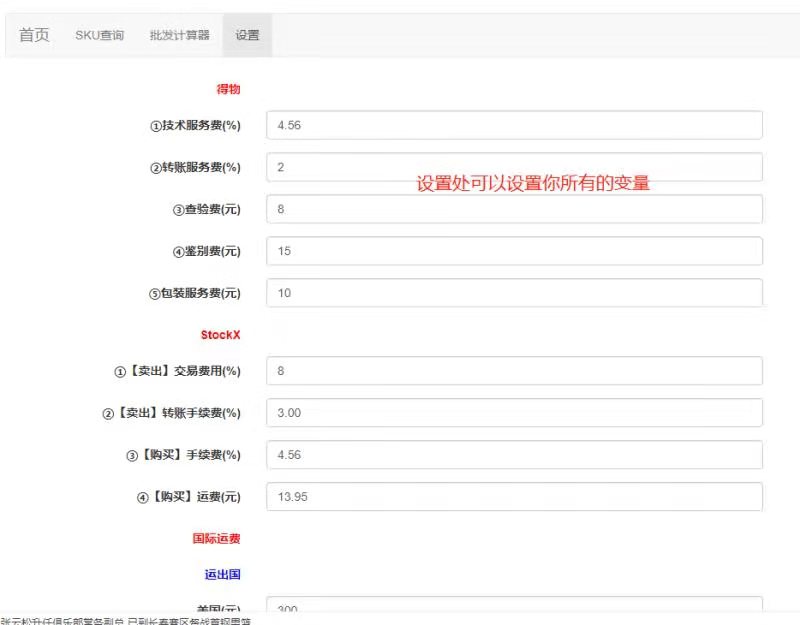 首页 SKU查询 批发计算器 设置
得物
①技术服务费(%) 4.56
②转账服务费(%) 2
设置处可以设置你所有的变量
③查验费(元) 8
④鉴别费(元) 15
⑤包装服务费(元) 10
StockX
①【卖出】交易费用(%) 8
②【卖出】转账手续费(%) 3.00
③【购买】手续费(%) 4.56
④【购买】运费(元) 13.95
国际运费
运出国
美国(元) 300